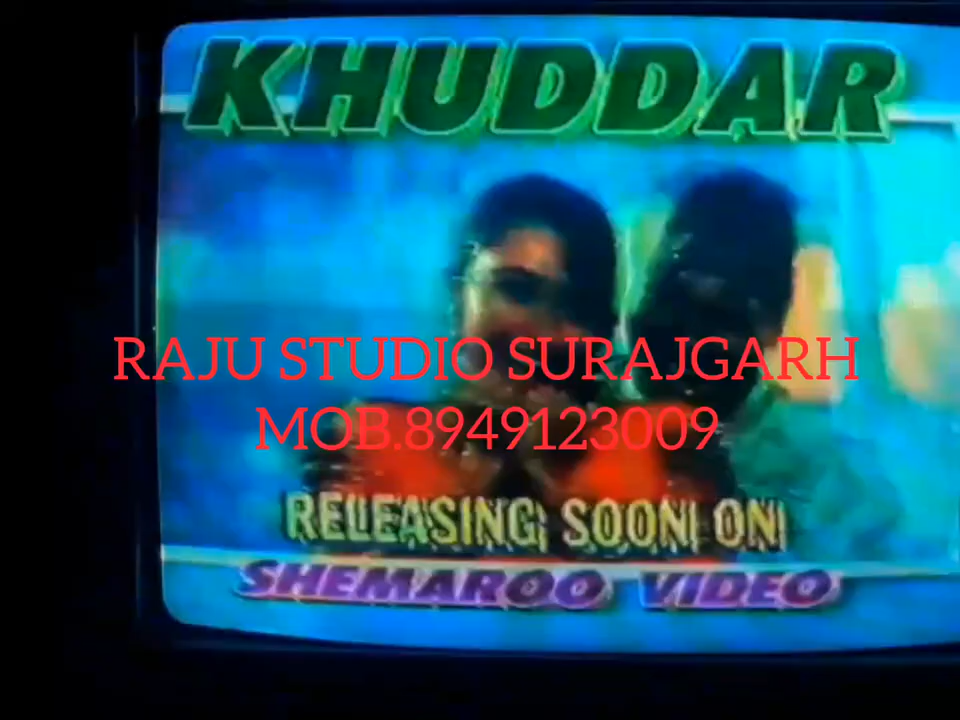 KHUDDAR
RAJU STUDIO SURAJGARH
MOB.8949123009
RELEASING SOON ON
SHEMAROO VIDEO